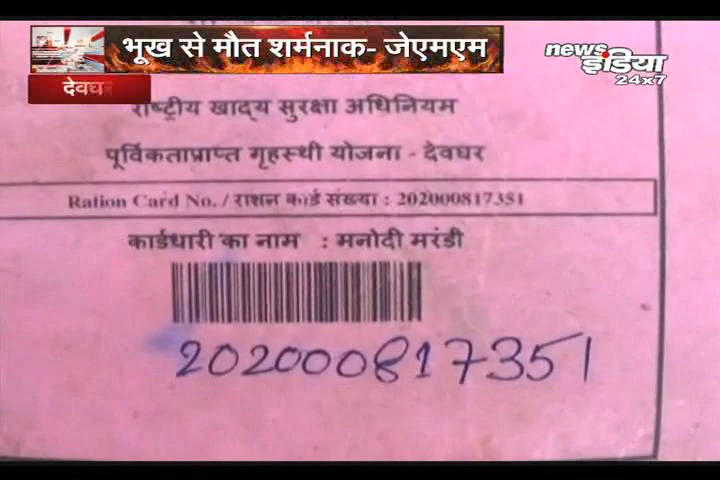 भूख से मौत शर्मनाक- जेएमएम
news
इंडिया
24x7
देवघर
राष्ट्रीय खाद्य सुरक्षा अधिनियम
पूर्विकताप्राप्त गृहस्थी योजना - देवघर
Ration Card No. / राशन कार्ड संख्या : 202000817351
कार्डधारी का नाम : मनोदी मरंडी
202000817351